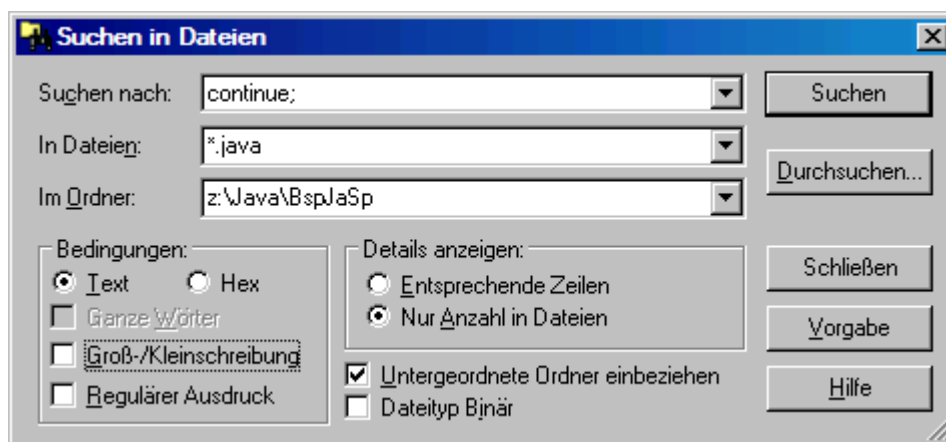 Suchen in Dateien
Suchen nach: continue; Suchen
In Dateien: *.java
Durchsuchen...
Im Ordner: z:\Java\BspJaSp
Bedingungen: Details anzeigen:
Text Hex Entsprechende Zeilen Schließen
Ganze Wörter Nur Anzahl in Dateien
Groß-/Kleinschreibung Vorgabe
Untergeordnete Ordner einbeziehen
Regulärer Ausdruck Dateityp Binär Hilfe